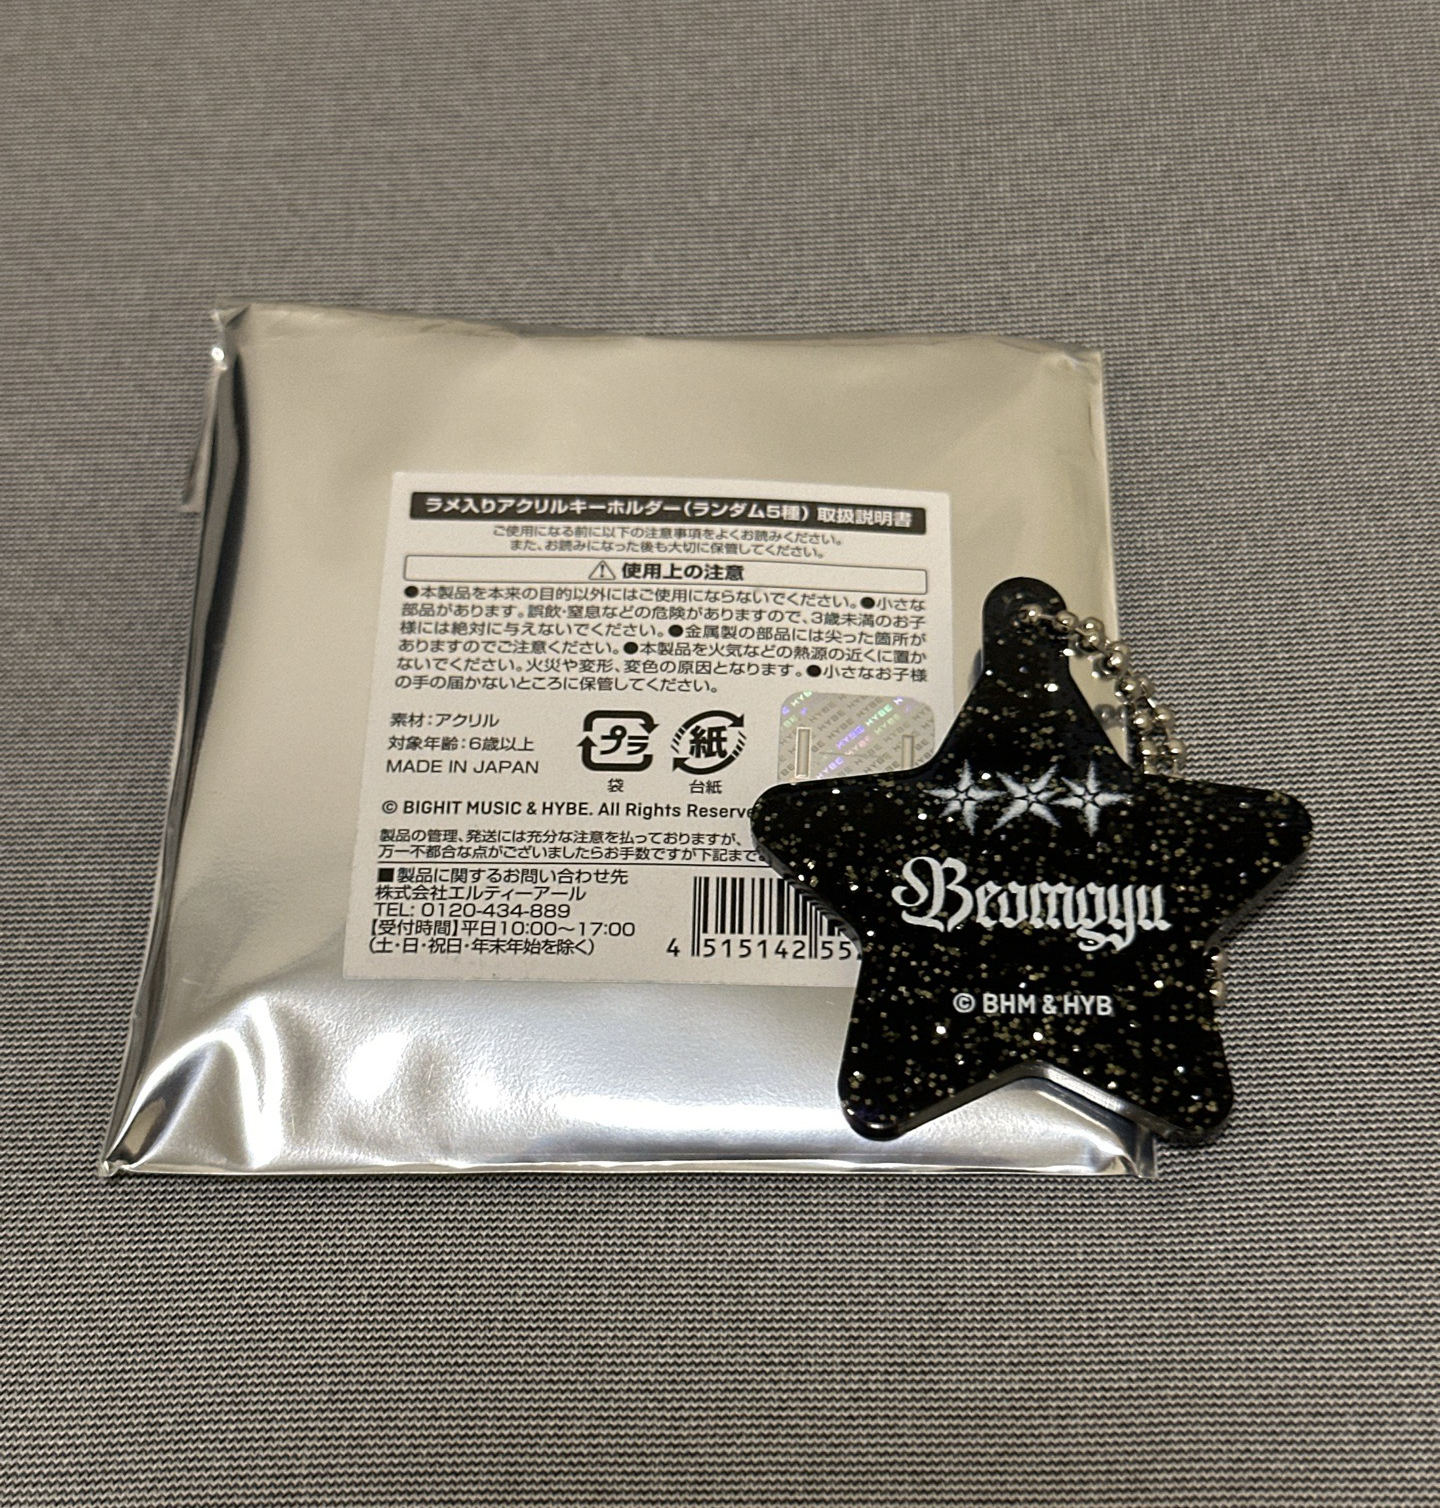 ラメ入りアクリルキーホルダー(ランダム5種) 取扱説明書
ご使用になる前に以下の注意事項をよくお読みください。
また、お読みになった後も大切に保管してください。
使用上の注意
●本製品を本来の目的以外にはご使用にならないでください。●小さな
部品があります。誤飲・窒息などの危険がありますので、3歳未満のお子
様には絶対に与えないでください。●金属製の部品には尖った箇所が
ありますのでご注意ください。●本製品を火気などの熱源の近くに置か
ないでください。火災や変形、変色の原因となります。●小さなお子様
の手の届かないところに保管してください。
素材:アクリル
対象年齢:6歳以上
MADE IN JAPAN
プラ
袋
紙
台紙
HYBE HYBE HYBE
© BIGHIT MUSIC & HYBE. All Rights Reserve
製品の管理、発送には充分な注意を払っておりますが、
万一不都合な点がございましたらお手数ですが下記まで
■製品に関するお問い合わせ先
株式会社エルティーアール
TEL: 0120-434-889
【受付時間】平日10:00〜17:00
(土・日・祝日・年末年始を除く)
4 515142 55
Beomgyu
© BHM & HYB